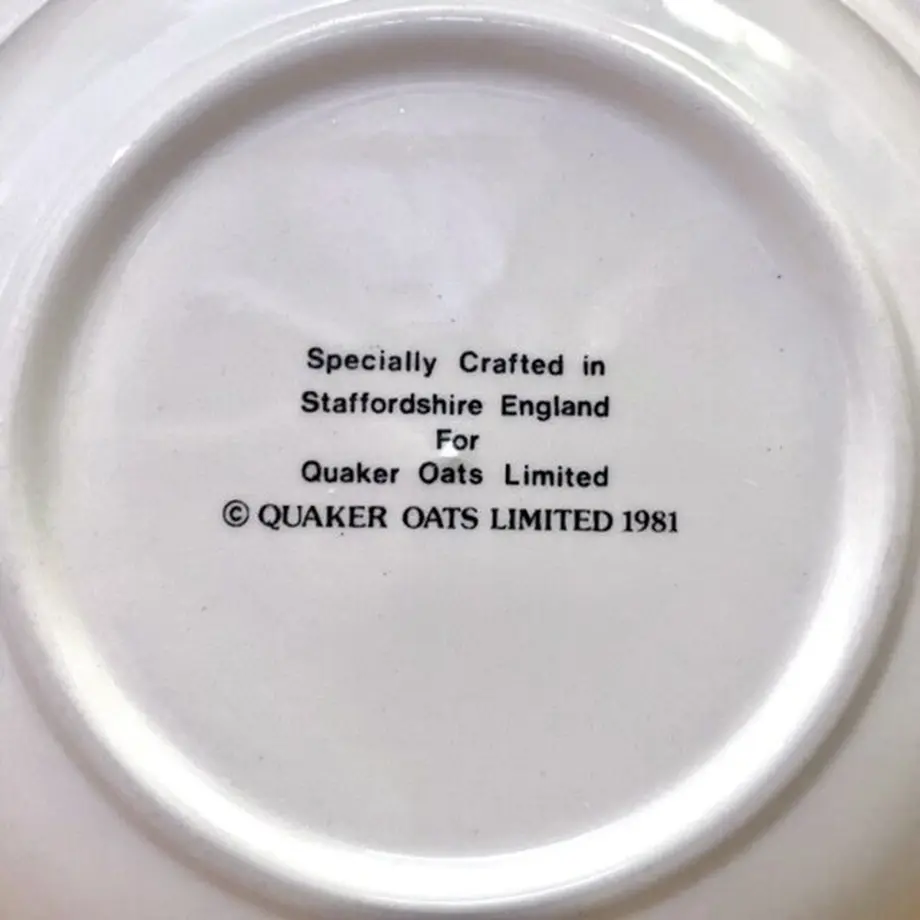 Specially Crafted in
Staffordshire England
For
Quaker Oats Limited
© QUAKER OATS LIMITED 1981